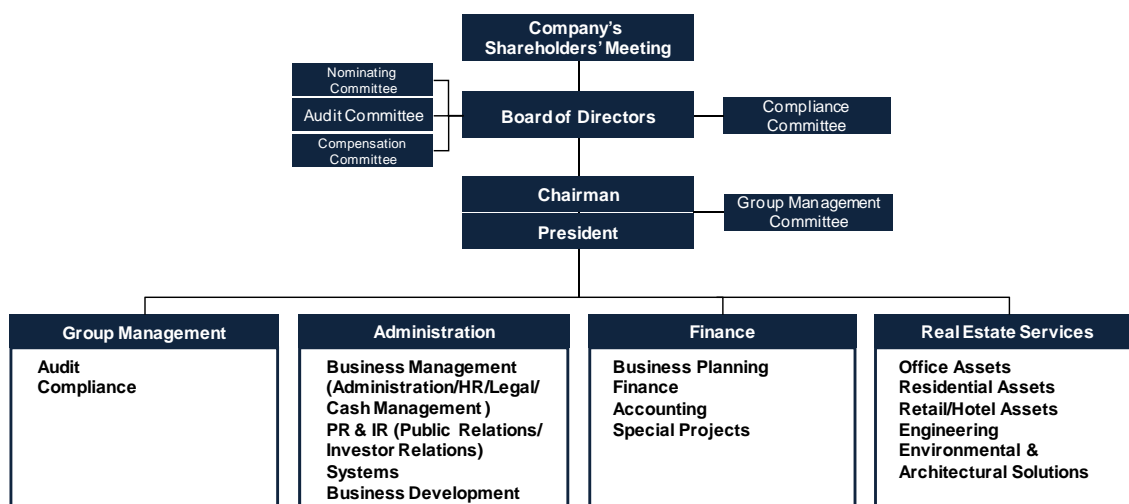 Company's
Shareholders' Meeting
Nominating
Committee
Audit Committee
Compensation
Committee
Board of Directors
Compliance
Committee
Chairman
President
Group Management
Committee
Group Management
Audit
Compliance
Administration
Business Management
(Administration/HR/Legal/
Cash Management )
PR & IR (Public Relations/
Investor Relations)
Systems
Business Development
Finance
Business Planning
Finance
Accounting
Special Projects
Real Estate Services
Office Assets
Residential Assets
Retail/Hotel Assets
Engineering
Environmental &
Architectural Solutions